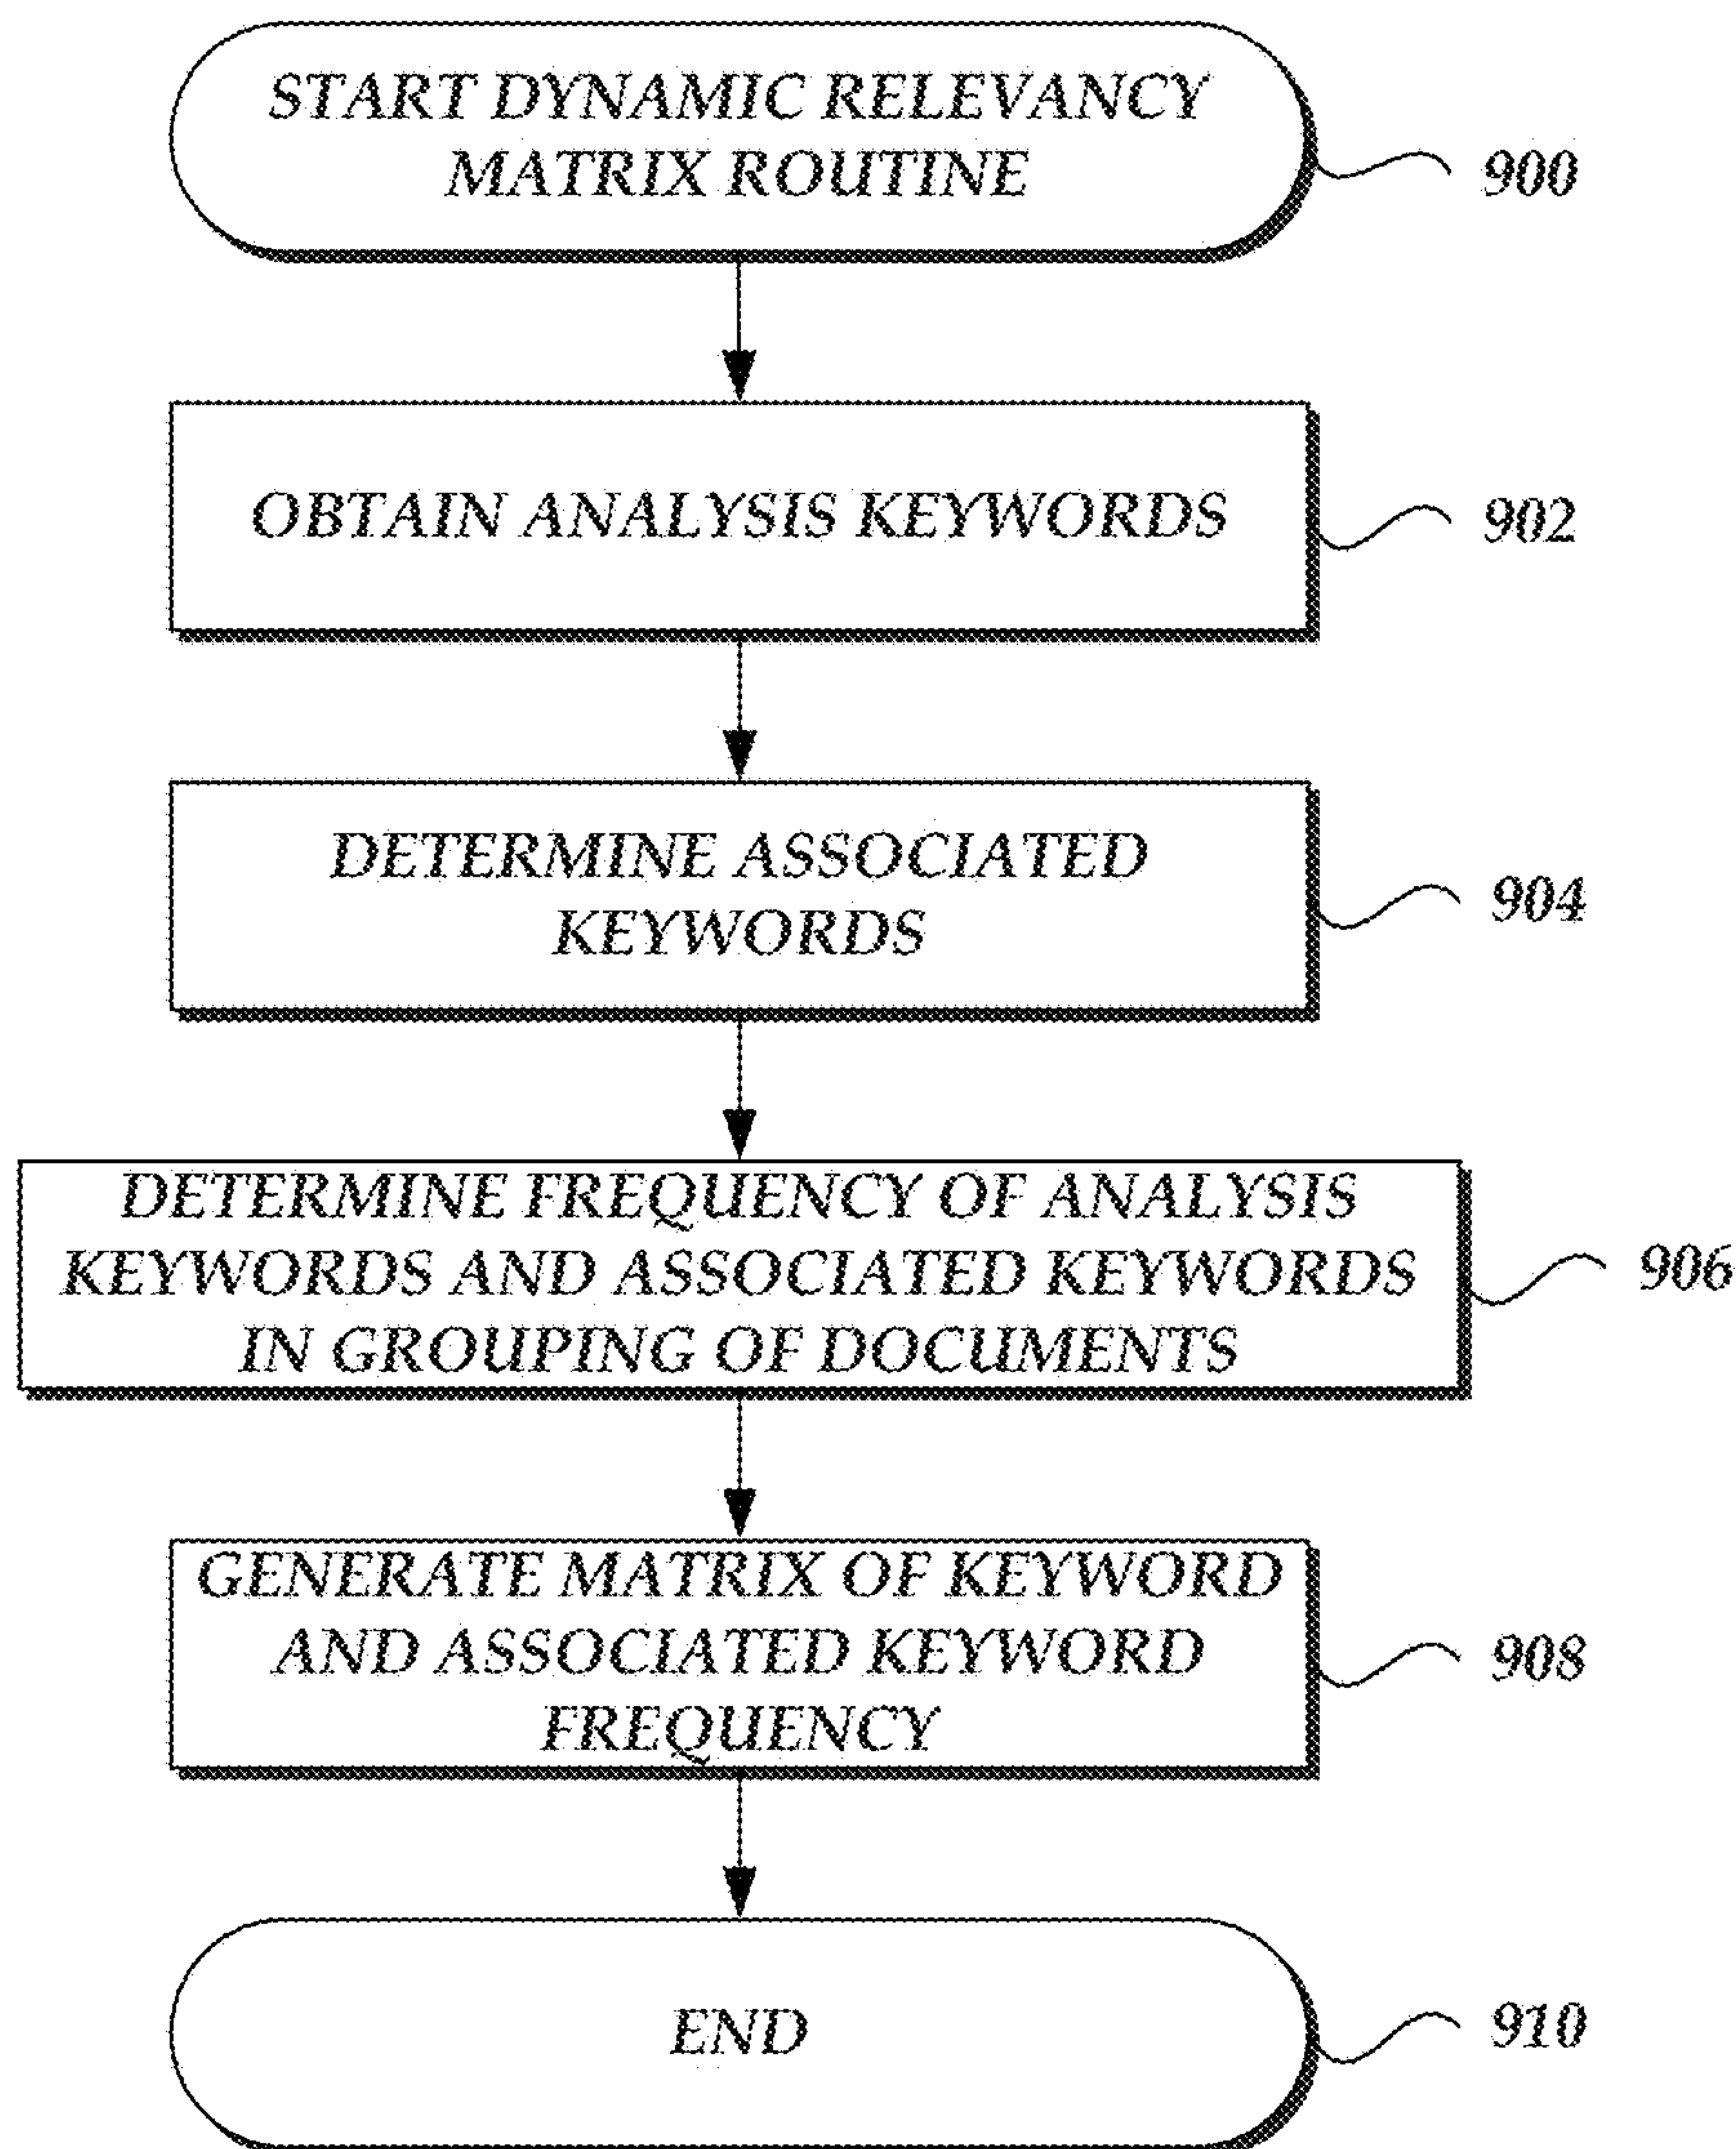 START DYNAMIC RELEVANCY
MATRIX ROUTINE
900
OBTAIN ANALYSIS KEYWORDS
902
DETERMINE ASSOCIATED
KEYWORDS
904
DETERMINE FREQUENCY OF ANALYSIS
KEYWORDS AND ASSOCIATED KEYWORDS
IN GROUPING OF DOCUMENTS
906
GENERATE MATRIX OF KEYWORD
AND ASSOCIATED KEYWORD
FREQUENCY
908
END
910